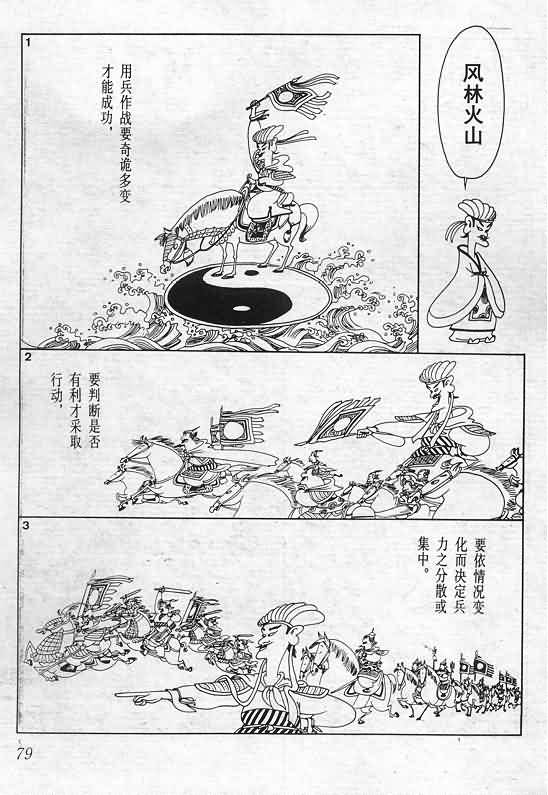 风林火山
1
用兵作战要奇诡多变
才能成功，
2
要判断是否
有利才采取
行动，
3
要依情况变
化而决定兵
力之分散或
集中。
79